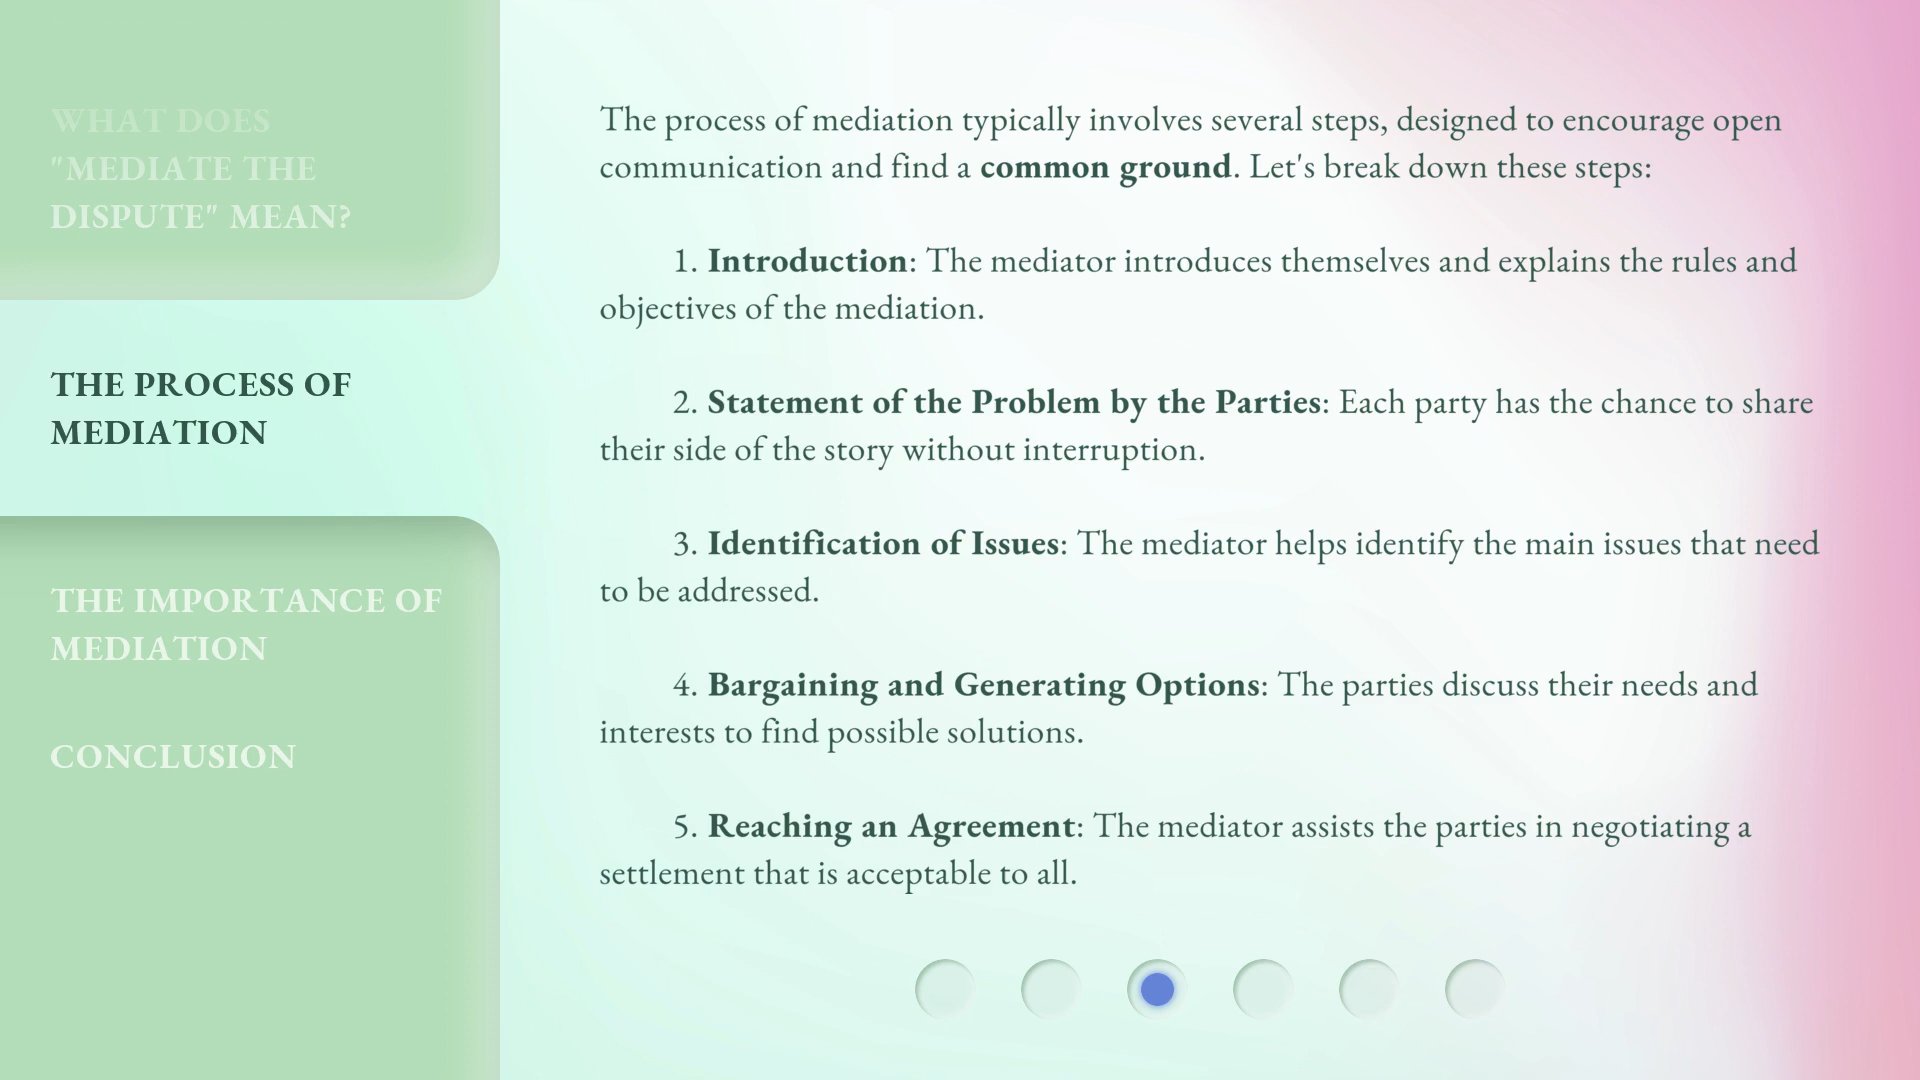 WHAT DOES
"MEDIATE THE
DISPUTE" MEAN?
THE PROCESS OF
MEDIATION
THE IMPORTANCE OF
MEDIATION
CONCLUSION
The process of mediation typically involves several steps, designed to encourage open
communication and find a common ground. Let's break down these steps:
1. Introduction: The mediator introduces themselves and explains the rules and
objectives of the mediation.
2. Statement of the Problem by the Parties: Each party has the chance to share
their side of the story without interruption.
3. Identification of Issues: The mediator helps identify the main issues that need
to be addressed.
4. Bargaining and Generating Options: The parties discuss their needs and
interests to find possible solutions.
5. Reaching an Agreement: The mediator assists the parties in negotiating a
settlement that is acceptable to all.